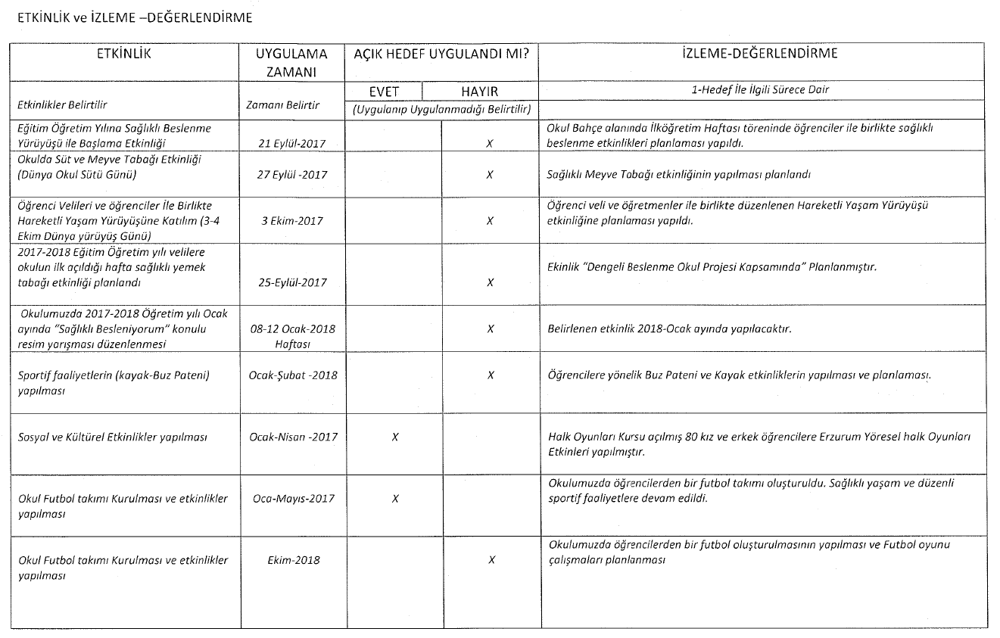 ETKİNLİK ve İZLEME –DEĞERLENDİRME
ETKİNLİK
UYGULAMA
ZAMANI
AÇIK HEDEF UYGULANDI MI?
İZLEME-DEĞERLENDİRME
Etkinlikler Belirtilir
Zamanı Belirtir
EVET
HAYIR
(Uygulanıp Uygulanmadığı Belirtilir)
1-Hedef İle İlgili Sürece Dair
Eğitim Öğretim Yılına Sağlıklı Beslenme
Yürüyüşü ile Başlama Etkinliği
21 Eylül-2017
X
Okul Bahçe alanında İlköğretim Haftası töreninde öğrenciler ile birlikte sağlıklı
beslenme etkinlikleri planlaması yapıldı.
Okulda Süt ve Meyve Tabağı Etkinliği
(Dünya Okul Sütü Günü)
27 Eylül -2017
X
Sağlıklı Meyve Tabağı etkinliğinin yapılması planlandı
Öğrenci Velileri ve öğrenciler İle Birlikte
Hareketli Yaşam Yürüyüşüne Katılım (3-4
Ekim Dünya yürüyüş Günü)
3 Ekim-2017
X
Öğrenci veli ve öğretmenler ile birlikte düzenlenen Hareketli Yaşam Yürüyüşü
etkinliğine planlaması yapıldı.
2017-2018 Eğitim Öğretim yılı velilere
okulun ilk açıldığı hafta sağlıklı yemek
tabağı etkinliği planlandı
25-Eylül-2017
X
Ekinlik “Dengeli Beslenme Okul Projesi Kapsamında” Planlanmıştır.
Okulumuzda 2017-2018 Öğretim yılı Ocak
ayında “Sağlıklı Besleniyorum” konulu
resim yarışması düzenlenmesi
08-12 Ocak-2018
Haftası
X
Belirlenen etkinlik 2018-Ocak ayında yapılacaktır.
Sportif faaliyetlerin (kayak-Buz Pateni)
yapılması
Ocak-Şubat -2018
X
Öğrencilere yönelik Buz Pateni ve Kayak etkinliklerin yapılması ve planlaması.
Sosyal ve Kültürel Etkinlikler yapılması
Ocak-Nisan -2017
X
Halk Oyunları Kursu açılmış 80 kız ve erkek öğrencilere Erzurum Yöresel halk Oyunları
Etkinleri yapılmıştır.
Okul Futbol takımı Kurulması ve etkinlikler
yapılması
Oca-Mayıs-2017
X
Okulumuzda öğrencilerden bir futbol takımı oluşturuldu. Sağlıklı yaşam ve düzenli
sportif faaliyetlere devam edildi.
Okul Futbol takımı Kurulması ve etkinlikler
yapılması
Ekim-2018
X
Okulumuzda öğrencilerden bir futbol oluşturulmasının yapılması ve Futbol oyunu
çalışmaları planlanması